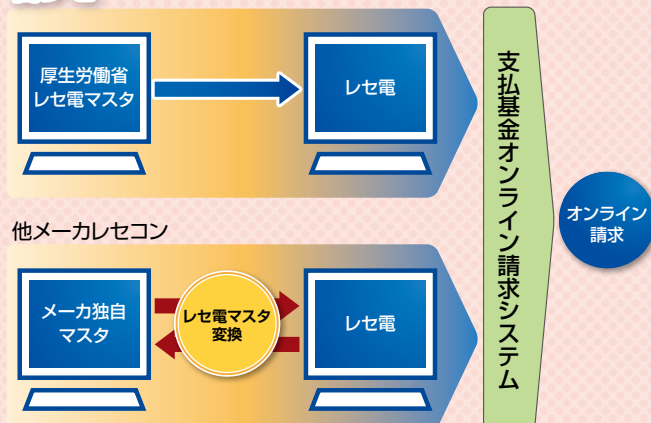 厚生労働省
レセ電マスタ
レセ電
他メーカレセコン
メーカ独自
マスタ
レセ電マスタ
変換
レセ電
支払基金オンライン請求システム
オンライン
請求